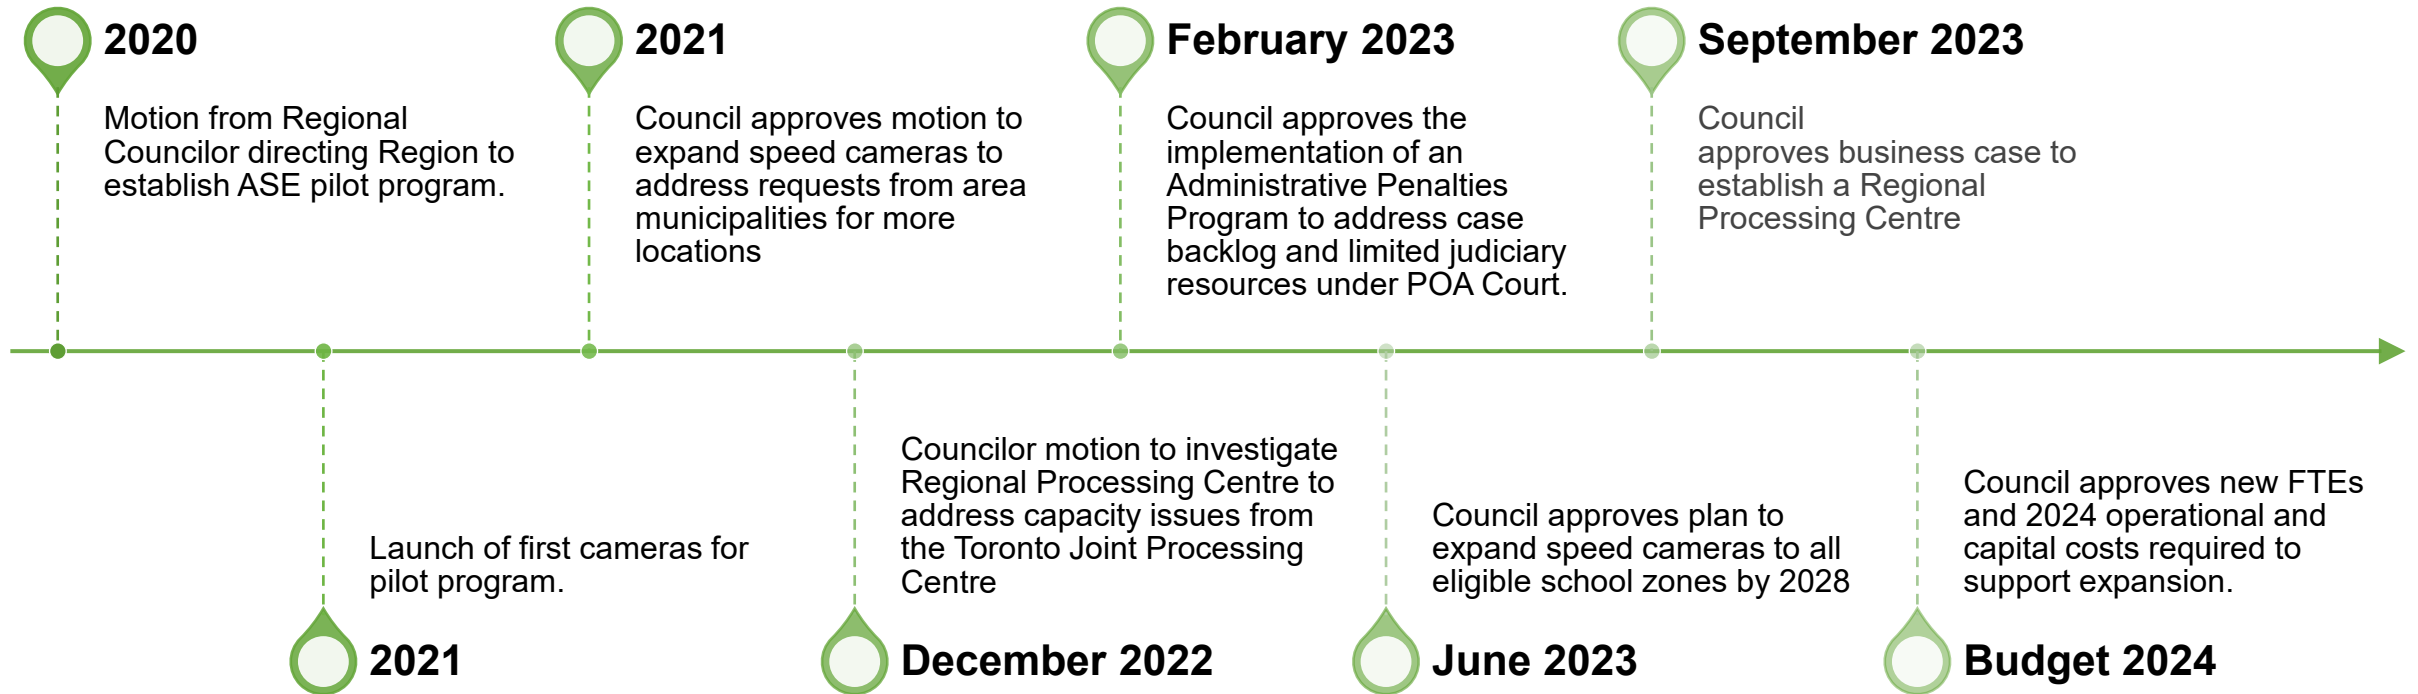 2020
Motion from Regional
Councilor directing Region to
establish ASE pilot program.
2021
Council approves motion to
expand speed cameras to
address requests from area
municipalities for more
locations
February 2023
Council approves the
implementation of an
Administrative Penalties
Program to address case
backlog and limited judiciary
resources under POA Court.
September 2023
Council
approves business case to
establish a Regional
Processing Centre
Launch of first cameras for
pilot program.
2021
Councilor motion to investigate
Regional Processing Centre to
address capacity issues from
the Toronto Joint Processing
Centre
December 2022
Council approves plan to
expand speed cameras to all
eligible school zones by 2028
June 2023
Council approves new FTEs
and 2024 operational and
capital costs required to
support expansion.
Budget 2024